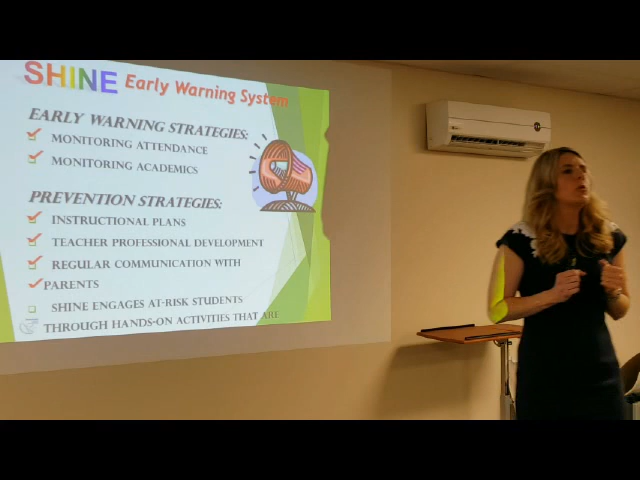 SHINE Early Warning System
EARLY WARNING STRATEGIES:
MONITORING ATTENDANCE
MONITORING ACADEMICS
PREVENTION STRATEGIES:
INSTRUCTIONAL PLANS
TEACHER PROFESSIONAL DEVELOPMENT
REGULAR COMMUNICATION WITH
PARENTS
SHINE ENGAGES AT-RISK STUDENTS
THROUGH HANDS-ON ACTIVITIES THAT ARE